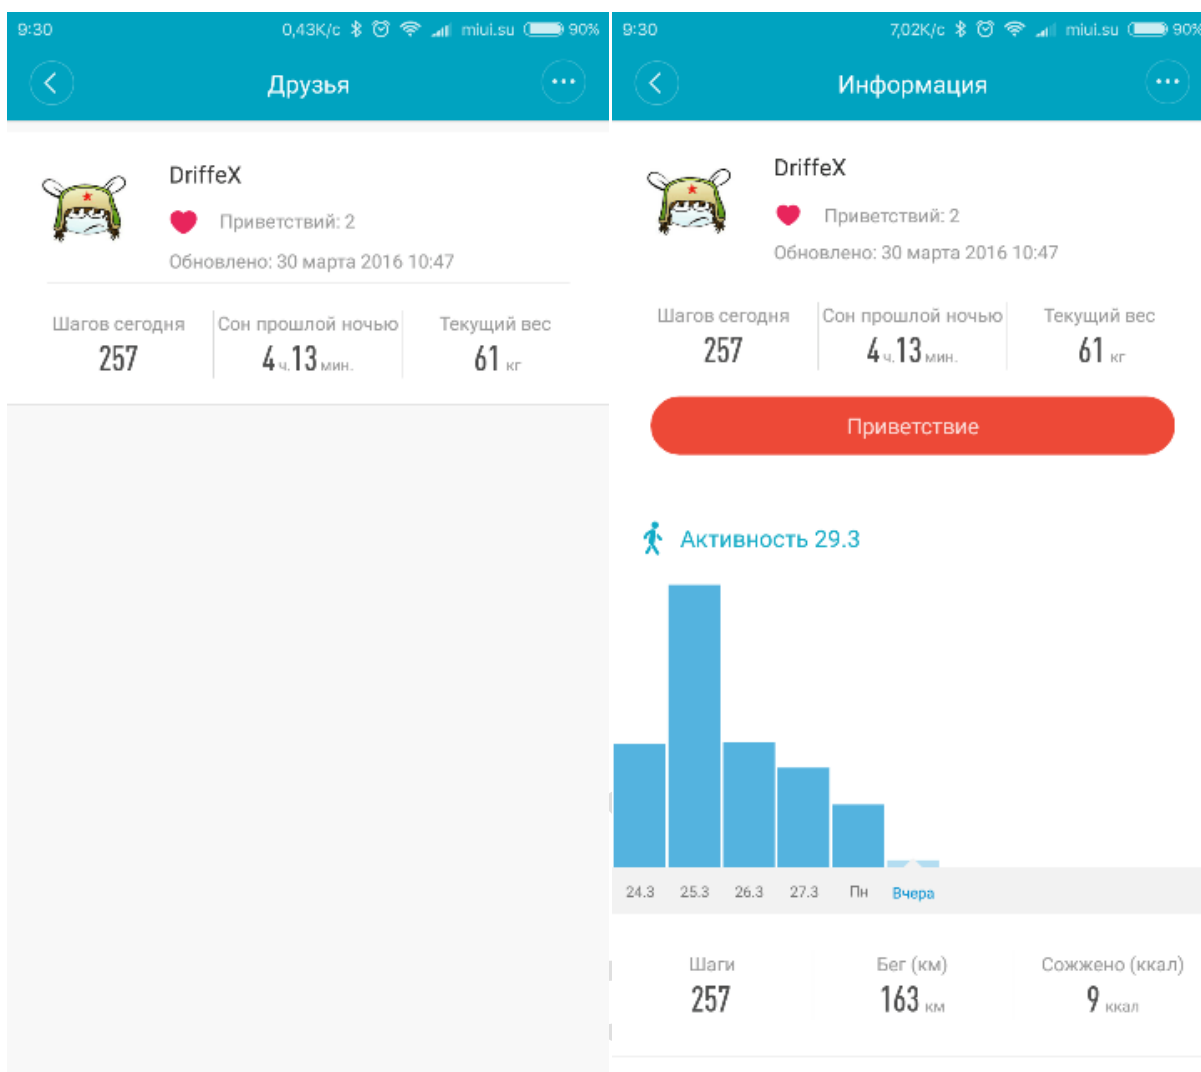 9:30 0,43K/c miui.su 90%
Друзья
DriffeX
Приветствий: 2
Обновлено: 30 марта 2016 10:47
Шагов сегодня Сон прошлой ночью Текущий вес
257 4 ч. 13 мин. 61 кг
9:30 7,02K/c miui.su 90%
Информация
DriffeX
Приветствий: 2
Обновлено: 30 марта 2016 10:47
Шагов сегодня Сон прошлой ночью Текущий вес
257 4 ч. 13 мин. 61 кг
Приветствие
Активность 29.3
24.3 25.3 26.3 27.3 Пн Вчера
Шаги Бег (км) Сожжено (ккал)
257 163 км 9 ккал